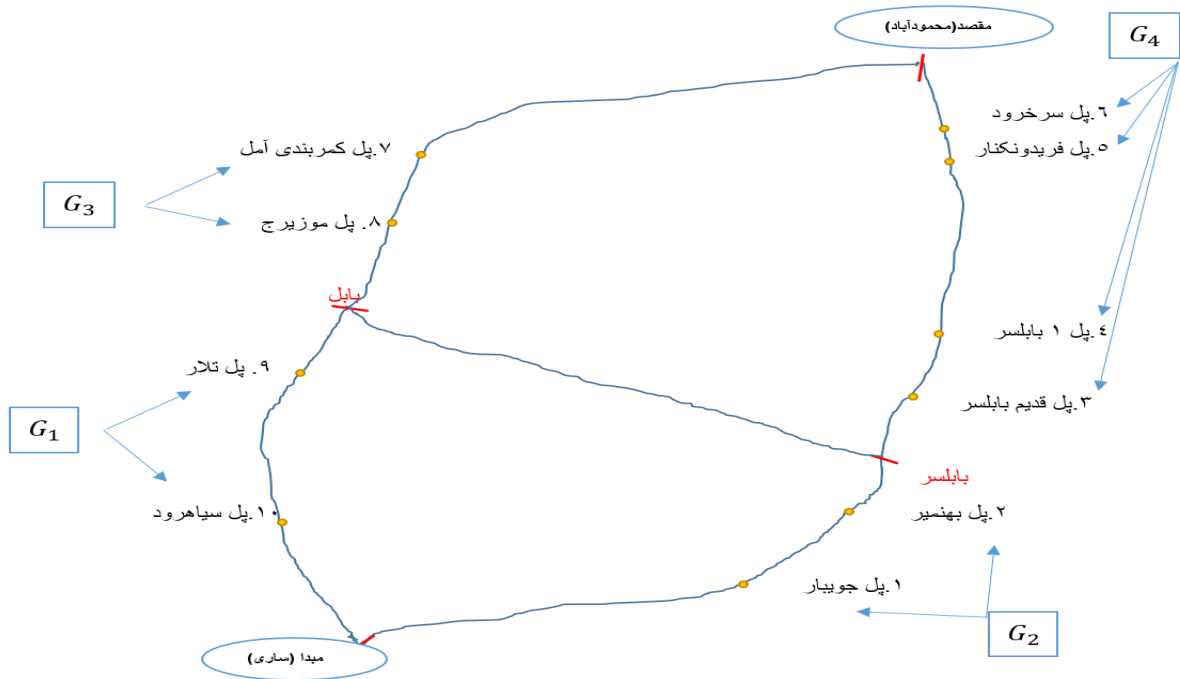 مقصد(محمودآباد)
G₄
٦.پل سرخرود
٥.پل فریدونکنار
٧.پل کمربندی آمل
G₃
٨. پل موزیرج
بابل
٤.پل ١ بابلسر
٩. پل تلار
٣.پل قدیم بابلسر
G₁
بابلسر
١٠.پل سیاهرود
٢.پل بهنمیر
١.پل جویبار
G₂
مبدا (ساری)